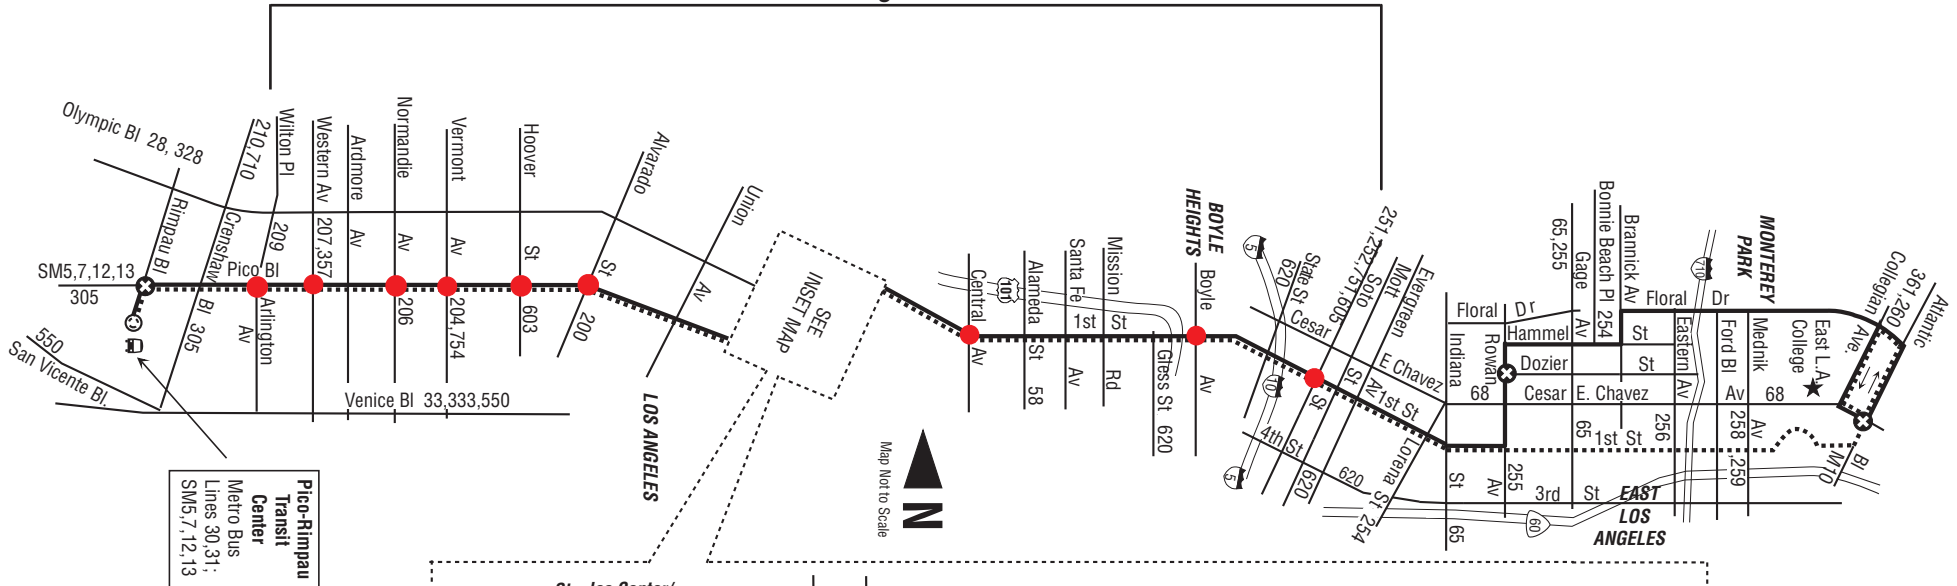 Olympic Bl 28, 328
210,710
Wilton Pl
Western Av 207,357
Ardmore
Av
Normandie
Av
Vermont
Av
Hoover
St
Alvarado
St
Union
Av
Rimpau Bl
Crenshaw Bl 305
209
SM5,7,12,13
305
Pico Bl
Arlington
Av
206
204,754
603
200
550
San Vicente Bl.
Venice Bl 33,333,550
LOS ANGELES
Pico-Rimpau
Transit
Center
Metro Bus
Lines 30,31;
SM5,7,12,13
SEE
INSET MAP
N
Map Not to Scale
Central
Av
101
Alameda
St 58
Santa Fe
Av
Mission
Rd
1st St
Gless St 620
BOYLE
HEIGHTS
Boyle
Av
5
10
5
State St
620
251,252,751,605
Soto
St
Mott
St
Evergreen
Av
Cesar
E Chavez
1st St
4th St
620
620
Lorena St 254
Floral Dr
Hammel
St
Dozier
St
Indiana
St
65
Rowan
Av
255
68
Cesar E. Chavez
Av 68
65,255
Gage
Av
65
Bonnie Beach Pl
254
Brannick Av
Floral Dr
Eastern Av
256
710
Ford Bl
258
,259
Mednik
Av
MONTEREY
PARK
East L.A.
College
Collegian
Ave.
361,260
Atlantic
Bl
M10
1st St
3rd St
60
EAST
LOS
ANGELES